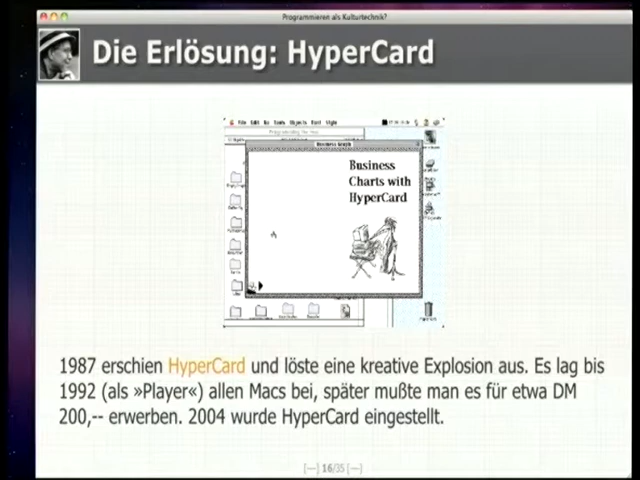 Programmieren als Kulturtechnik?
Die Erlösung: HyperCard
Business
Charts with
HyperCard
1987 erschien HyperCard und löste eine kreative Explosion aus. Es lag bis
1992 (als »Player«) allen Macs bei, später mußte man es für etwa DM
200,-- erwerben. 2004 wurde HyperCard eingestellt.
[—] 16/35 [—]